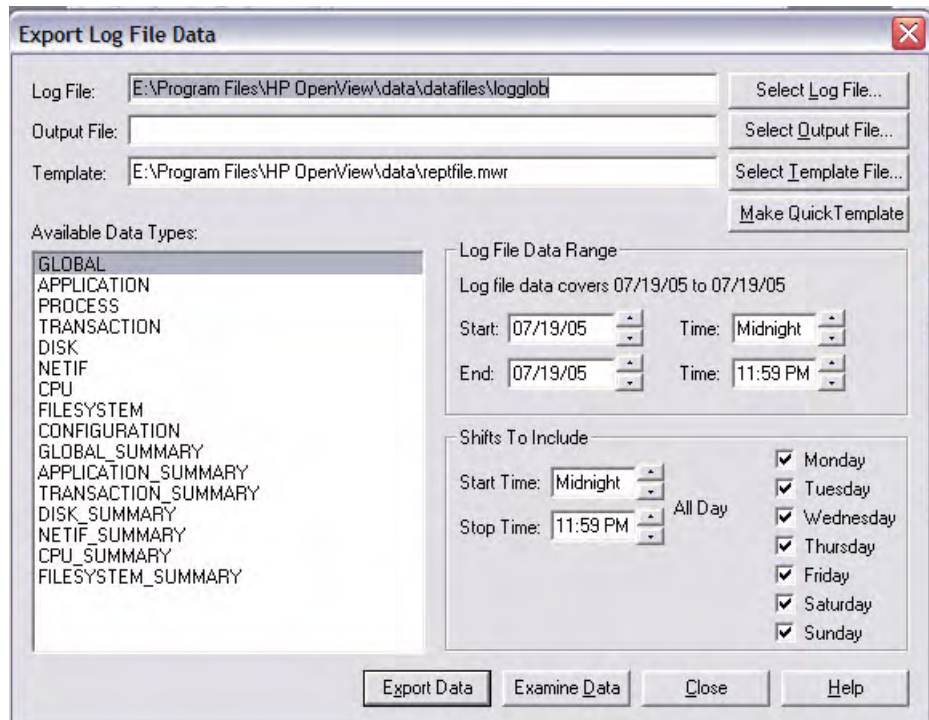 Export Log File Data
Log File: E:\Program Files\HP OpenView\data\datafiles\logglob Select Log File...
Output File: Select Output File...
Template: E:\Program Files\HP OpenView\data\reptfile.mwr Select Template File...
Make QuickTemplate
Available Data Types:
GLOBAL
APPLICATION
PROCESS
TRANSACTION
DISK
NETIF
CPU
FILESYSTEM
CONFIGURATION
GLOBAL_SUMMARY
APPLICATION_SUMMARY
TRANSACTION_SUMMARY
DISK_SUMMARY
NETIF_SUMMARY
CPU_SUMMARY
FILESYSTEM_SUMMARY
Log File Data Range
Log file data covers 07/19/05 to 07/19/05
Start: 07/19/05 Time: Midnight
End: 07/19/05 Time: 11:59 PM
Shifts To Include
Start Time: Midnight
Stop Time: 11:59 PM
All Day
Monday
Tuesday
Wednesday
Thursday
Friday
Saturday
Sunday
Export Data Examine Data Close Help